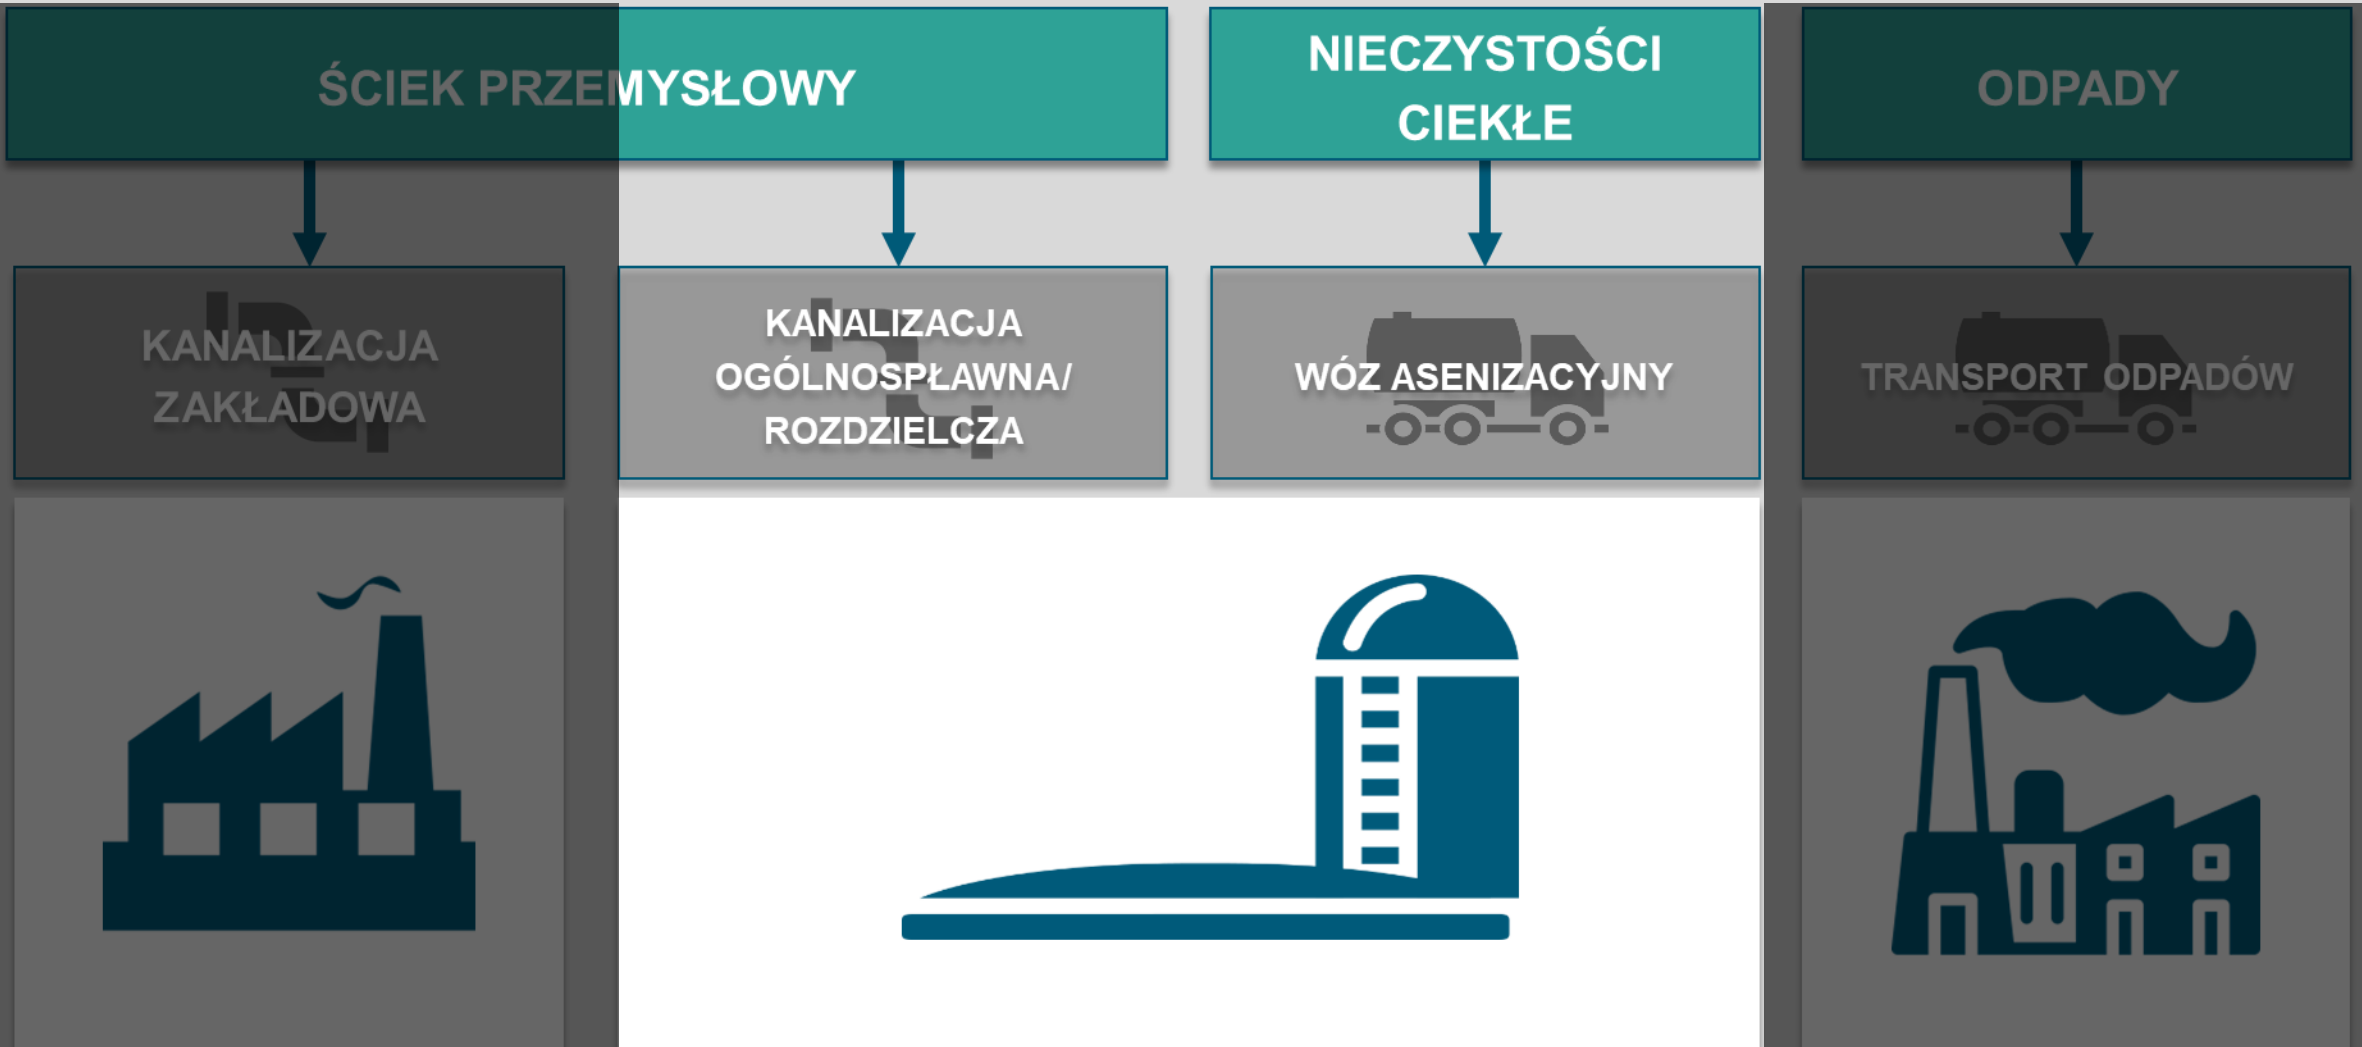 ŚCIEK PRZEMYSŁOWY
NIECZYSTOŚCI
CIEKŁE
ODPADY
KANALIZACJA
ZAKŁADOWA
KANALIZACJA
OGÓLNOSPŁAWNA/
ROZDZIELCZA
WÓZ ASENIZACYJNY
TRANSPORT ODPADÓW